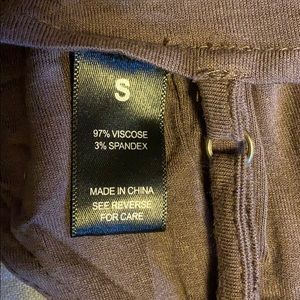 S
97% VISCOSE
3% SPANDEX
MADE IN CHINA
SEE REVERSE
FOR CARE